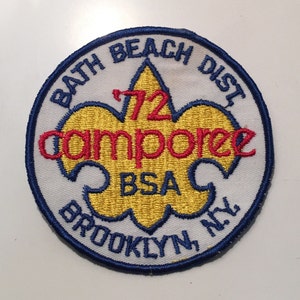 BATH BEACH DIST.
'72
camporee
BSA
BROOKLYN, N.Y.